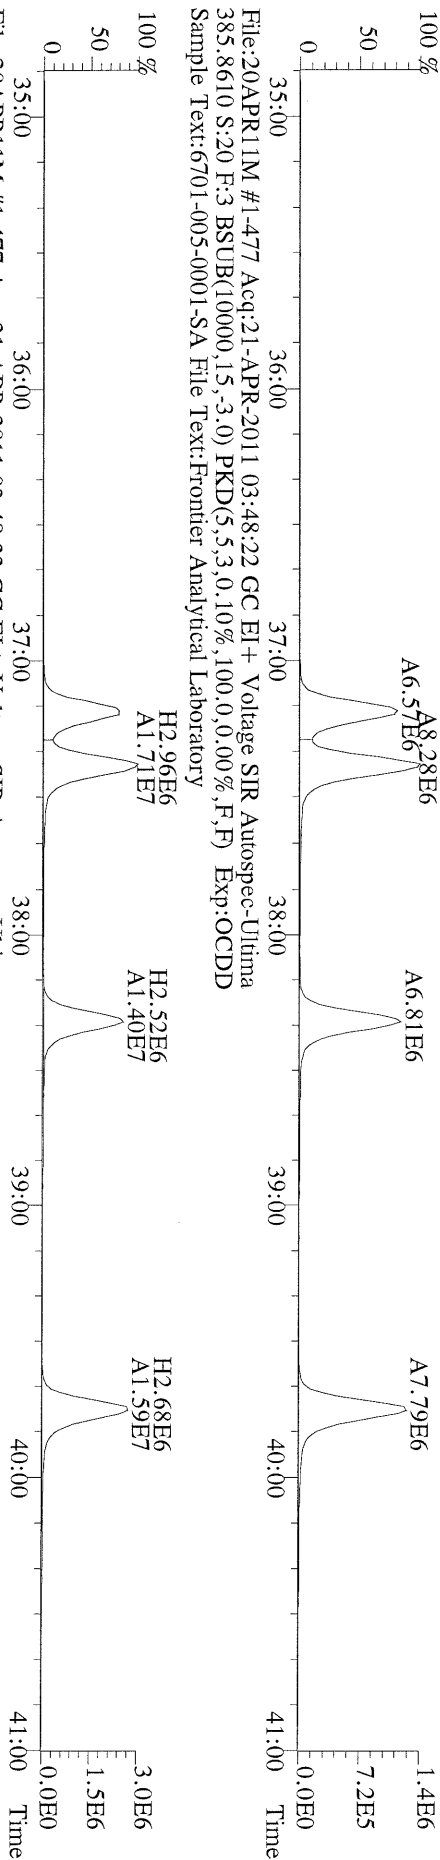 100 %
A8.28E6
A6.57E6
A6.81E6
A7.79E6
1.4E6
50
7.2E5
0
0.0E0
35:00
36:00
37:00
38:00
39:00
40:00
41:00
Time
File:20APR11M #1-477 Acq:21-APR-2011 03:48:22 GC EI+ Voltage SIR Autospec-Ultima
385.8610 S:20 F:3 BSUB(10000,15,-3.0) PKD(5,5,3,0.10%,100.0,0.00%,F,F) Exp:OCDD
Sample Text:6701-005-0001-SA File Text:Frontier Analytical Laboratory
100 %
H2.96E6
A1.71E7
H2.52E6
A1.40E7
H2.68E6
A1.59E7
3.0E6
50
1.5E6
0
0.0E0
35:00
36:00
37:00
38:00
39:00
40:00
41:00
Time